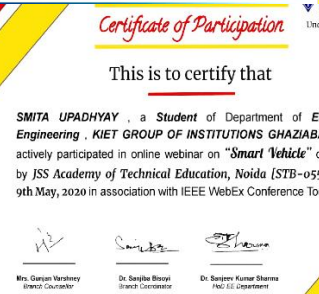 Certificate of Participation
This is to certify that
SMITA UPADHYAY , a Student of Department of
Engineering , KIET GROUP OF INSTITUTIONS
actively participated in online webinar on "Smart Vehicle"
by JSS Academy of Technical Education, Noida
9th May, 2020 in association with IEEE WebEx Conference
Mrs. Gunjan Varshney
Dr. Sanjiba Bisoyi
Dr. Sanjeev Kumar Sharma
Branch Counsellor
Branch Coordinator
HoD EE Department